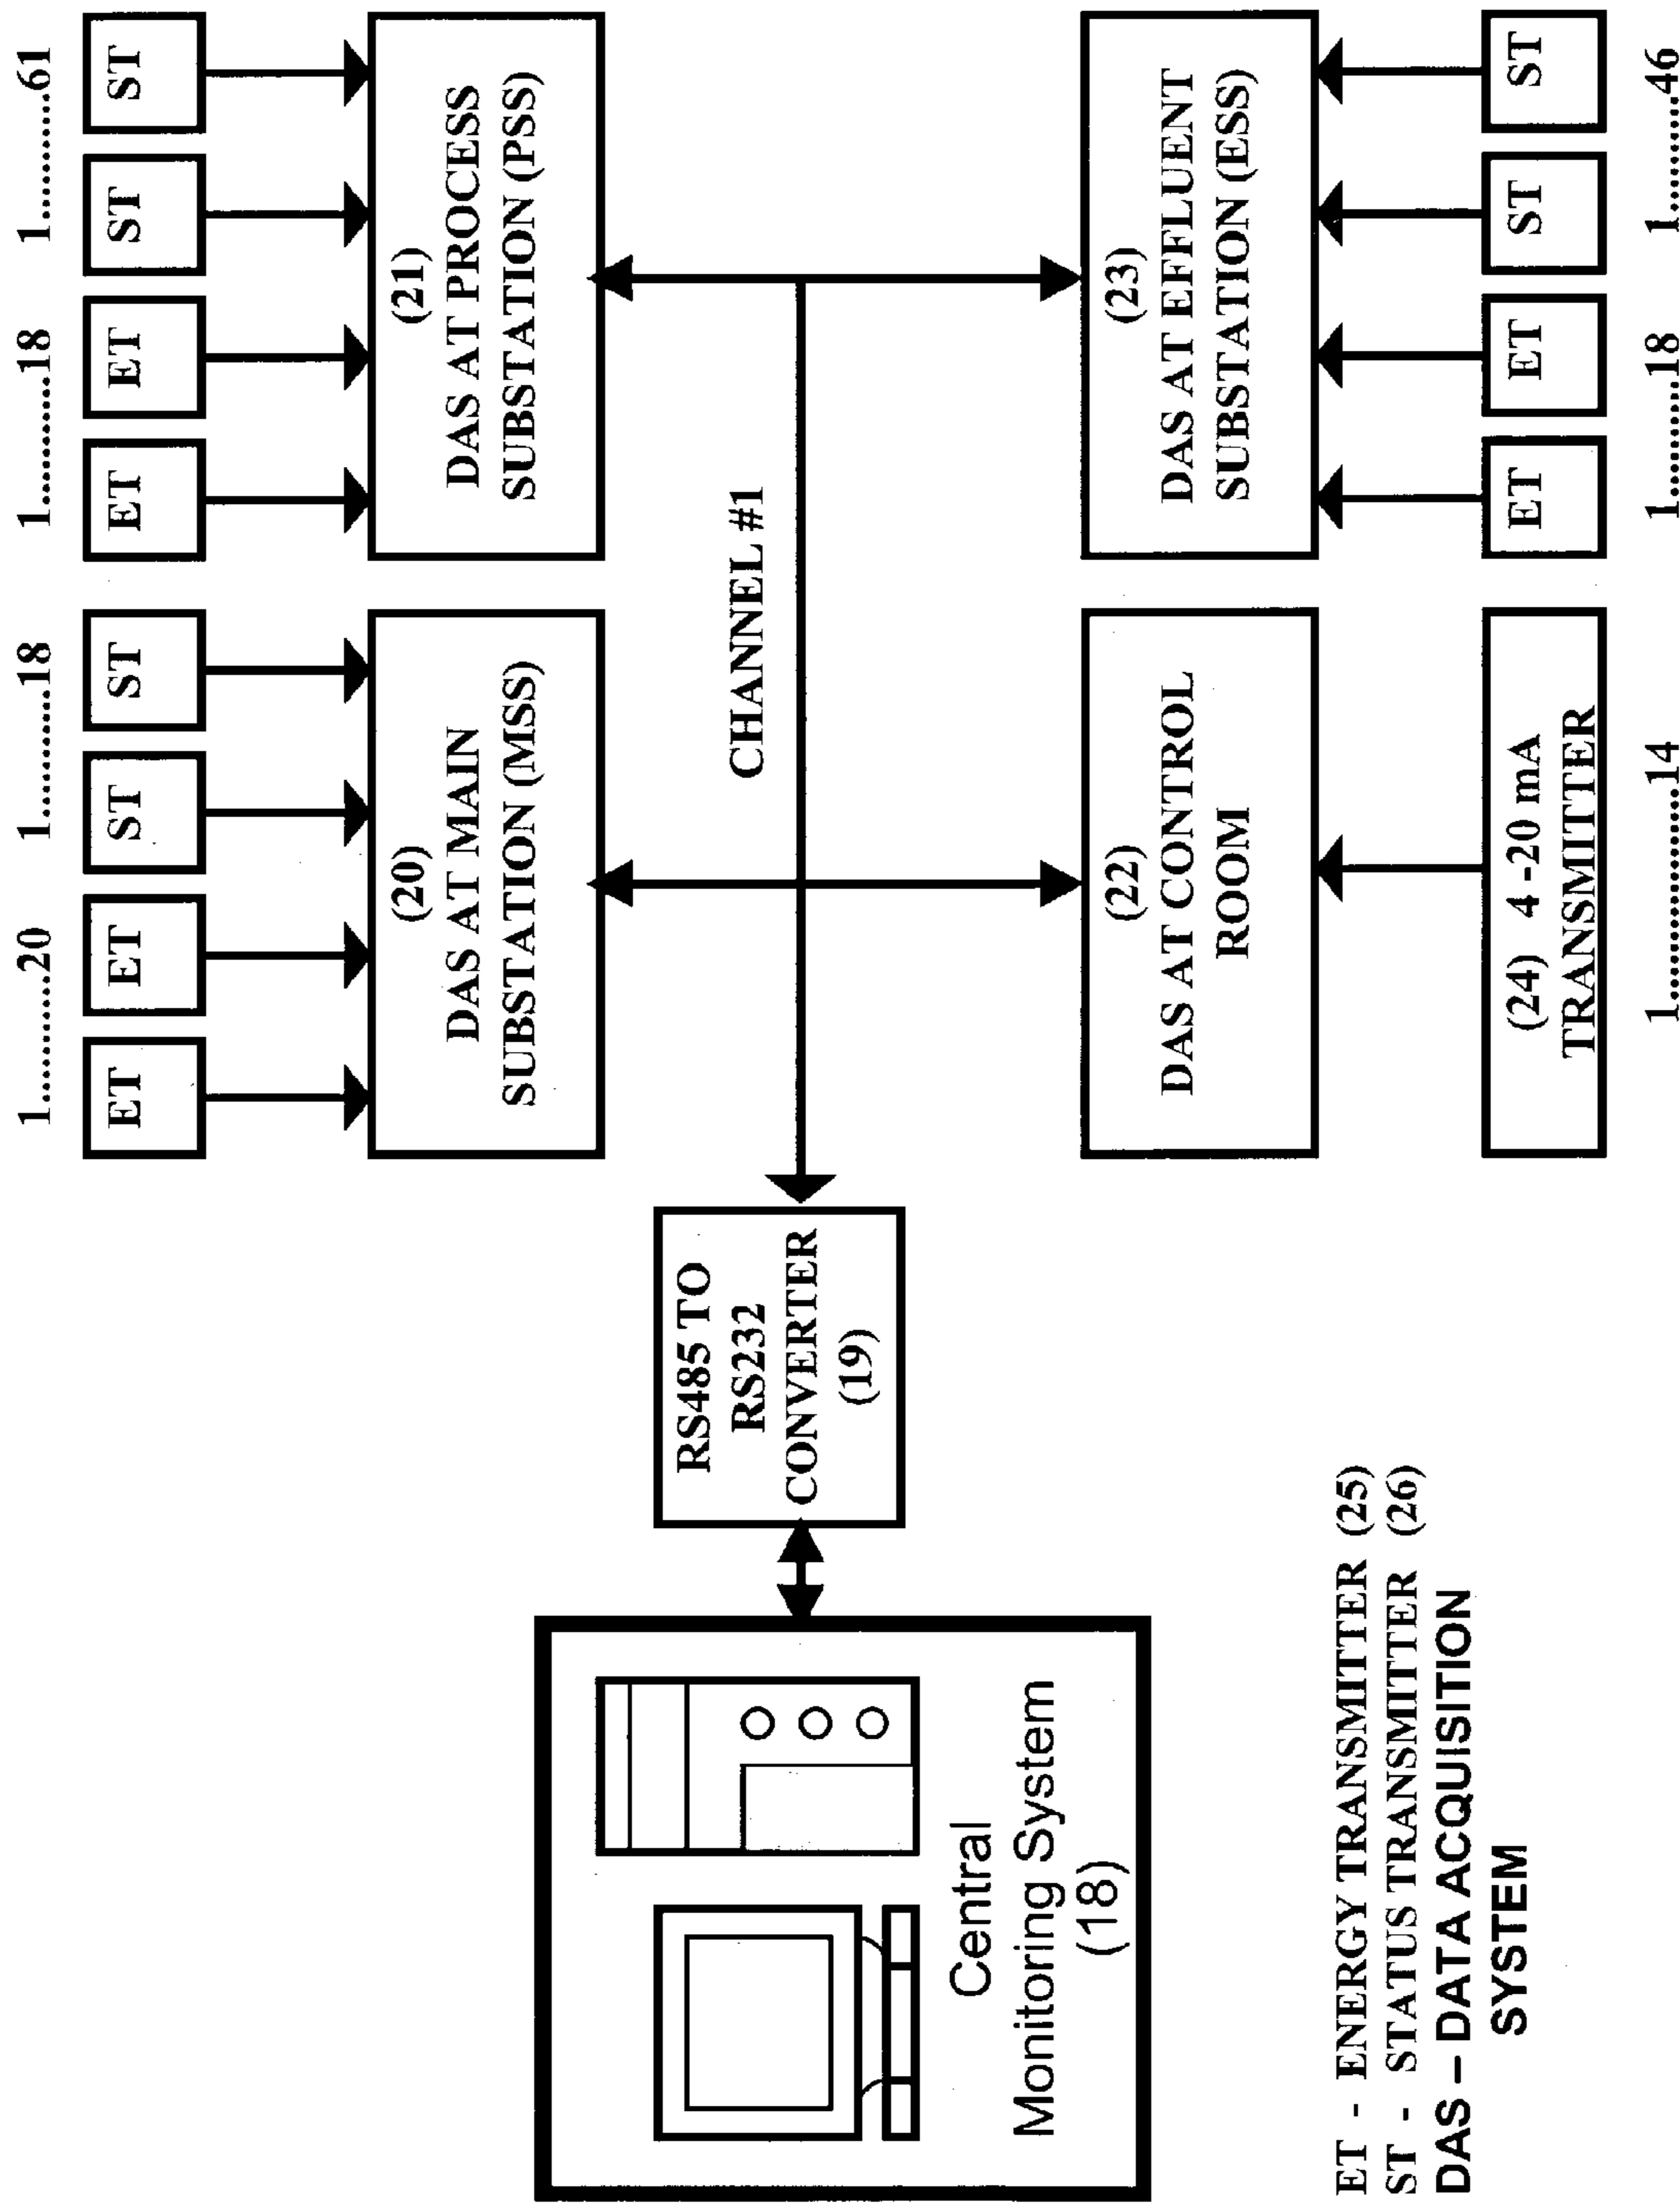 1..........20
1..........18
1..........18
1..........61
ET
ET
ST
ST
ET
ET
ST
ST
(20)
DAS AT MAIN
SUBSTATION (MSS)
(21)
DAS AT PROCESS
SUBSTATION (PSS)
CHANNEL #1
RS485 TO
RS232
CONVERTER
(19)
Central
Monitoring System
(18)
(22)
DAS AT CONTROL
ROOM
(23)
DAS AT EFFLUENT
SUBSTATION (ESS)
(24) 4 -20 mA
TRANSMITTER
ET
ET
ST
ST
1................14
1..........18
1..........46
ET - ENERGY TRANSMITTER (25)
ST - STATUS TRANSMITTER (26)
DAS – DATA ACQUISITION
SYSTEM